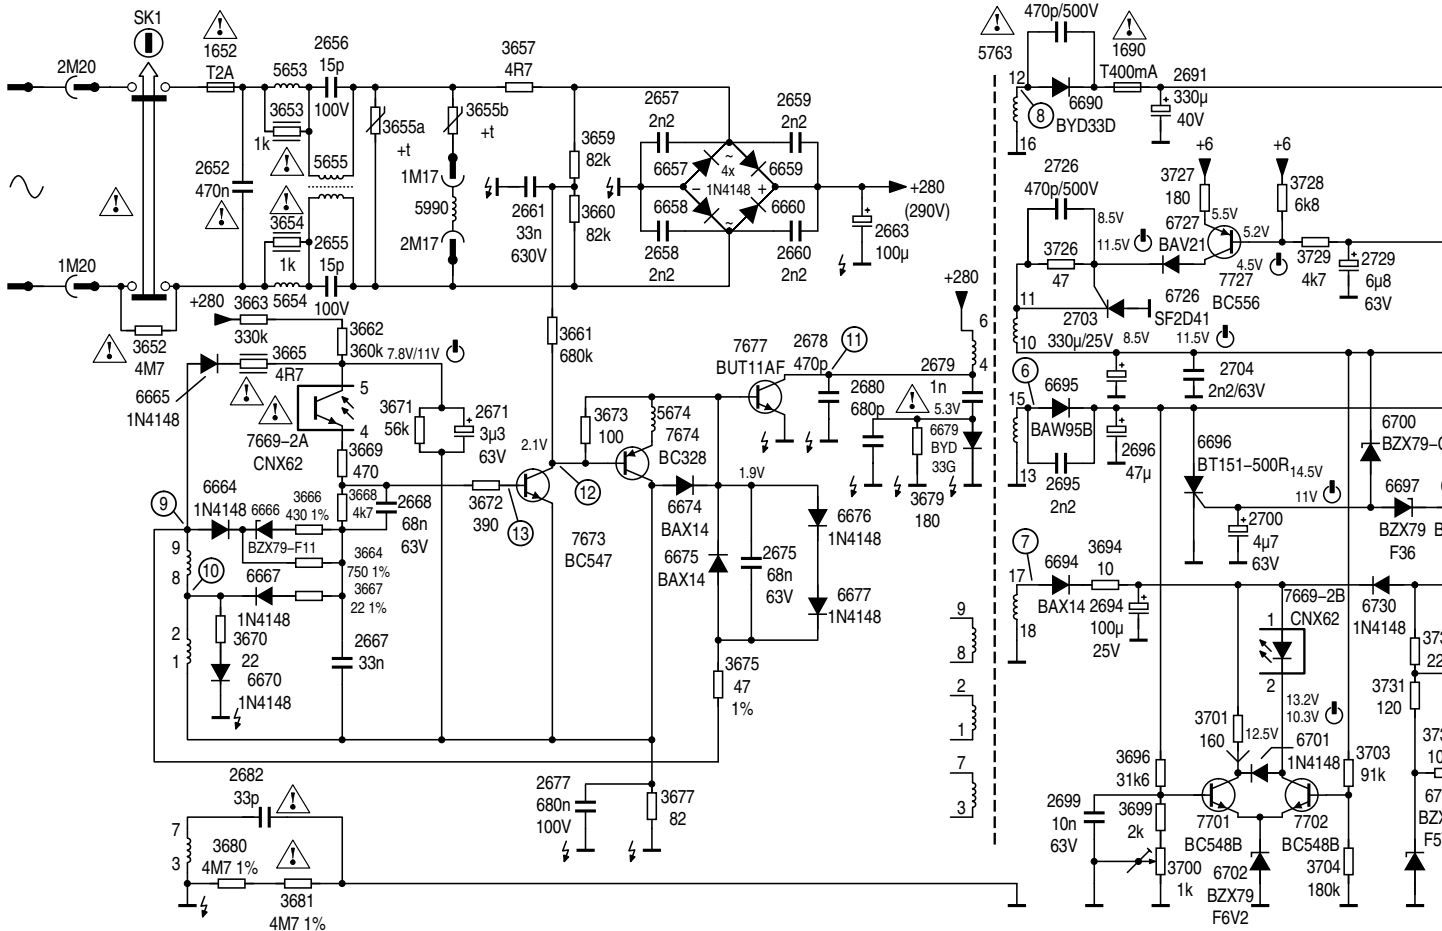 SK1
2M20
1652
T2A
5653
2656
15p
100V
3657
4R7
3653
1k
3655a
+t
3655b
+t
2657
2n2
2659
2n2
3659
82k
6657
~
4x
6659
1N4148
−
+
5655
2652
470n
1M17
5990
2M17
2661
33n
630V
3660
82k
6658
~
6660
2658
2n2
2660
2n2
+280
(290V)
2663
100µ
3654
1k
2655
15p
100V
5654
1M20
3652
4M7
+280
3663
330k
3662
360k
7.8V/11V
3665
4R7
6665
1N4148
5
4
7669-2A
CNX62
3671
56k
2671
3µ3
63V
3661
680k
3669
470
3668
4k7
2668
68n
63V
3672
390
13
2.1V
12
7673
BC547
3673
100
5674
7674
BC328
7677
BUT11AF
2678
470p
11
2680
680p
+280
6
4
2679
1n
5.3V
6679
BYD
33G
3679
180
1.9V
6674
BAX14
6675
BAX14
2675
68n
63V
6676
1N4148
6677
1N4148
3675
47
1%
9
6664
1N4148
6666
BZX79-F11
3666
430 1%
3664
750 1%
9
8
10
6667
1N4148
3667
22 1%
2
1
3670
22
6670
1N4148
2667
33n
2677
680n
100V
3677
82
2682
33p
7
3
3680
4M7 1%
3681
4M7 1%
9
8
2
1
7
3
5763
470p/500V
12
16
8
6690
BYD33D
1690
T400mA
2691
330µ
40V
2726
470p/500V
3726
47
8.5V
11.5V
+6
3727
180
6727
BAV21
5.5V
5.2V
4.5V
7727
BC556
+6
3728
6k8
3729
4k7
2729
6µ8
63V
11
10
2703
330µ/25V
8.5V
6726
SF2D41
11.5V
2704
2n2/63V
6
15
13
6695
BAW95B
2695
2n2
2696
47µ
6696
BT151-500R
14.5V
11V
6700
6697
BZX79
F36
2700
4µ7
63V
7
17
18
6694
BAX14
3694
10
2694
100µ
25V
7669-2B
CNX62
1
2
6730
1N4148
3731
120
13.2V
10.3V
3701
160
12.5V
6701
1N4148
3703
91k
3696
31k6
2699
10n
63V
3699
2k
3700
1k
7701
BC548B
7702
BC548B
6702
BZX79
F6V2
3704
180k